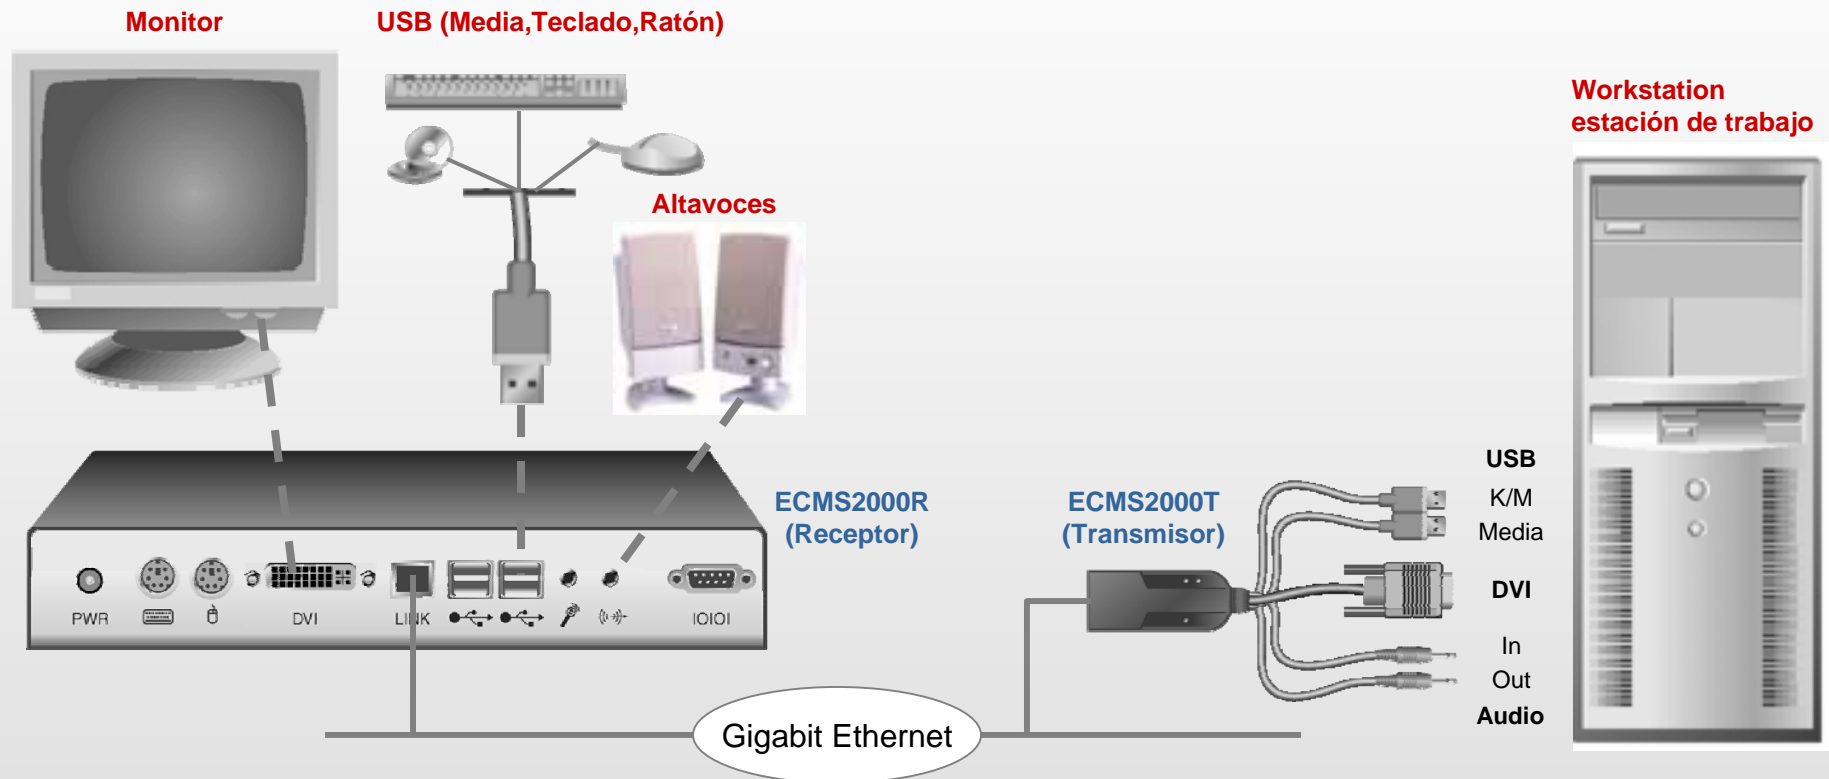 Monitor
USB (Media,Teclado,Ratón)
Workstation
estación de trabajo
Altavoces
ECMS2000R
(Receptor)
ECMS2000T
(Transmisor)
USB
K/M
Media
DVI
In
Out
Audio
PWR
DVI
LINK
IOIOI
Gigabit Ethernet